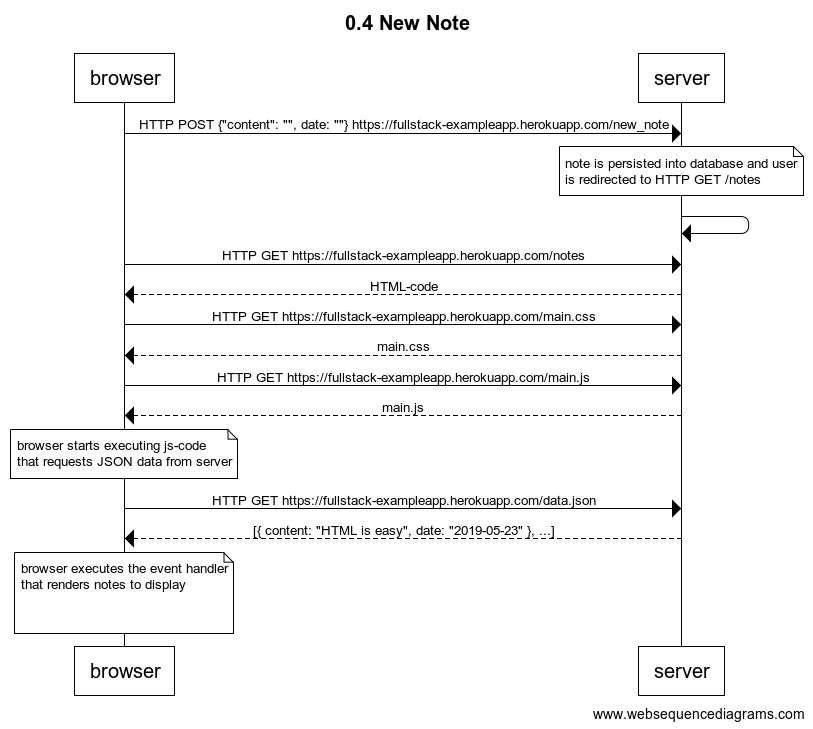 0.4 New Note
browser
server
HTTP POST {"content": "", date: ""} https://fullstack-exampleapp.herokuapp.com/new_note
note is persisted into database and user
is redirected to HTTP GET /notes
HTTP GET https://fullstack-exampleapp.herokuapp.com/notes
HTML-code
HTTP GET https://fullstack-exampleapp.herokuapp.com/main.css
main.css
HTTP GET https://fullstack-exampleapp.herokuapp.com/main.js
main.js
browser starts executing js-code
that requests JSON data from server
HTTP GET https://fullstack-exampleapp.herokuapp.com/data.json
[{ content: "HTML is easy", date: "2019-05-23" }, ...]
browser executes the event handler
that renders notes to display
browser
server
www.websequencediagrams.com